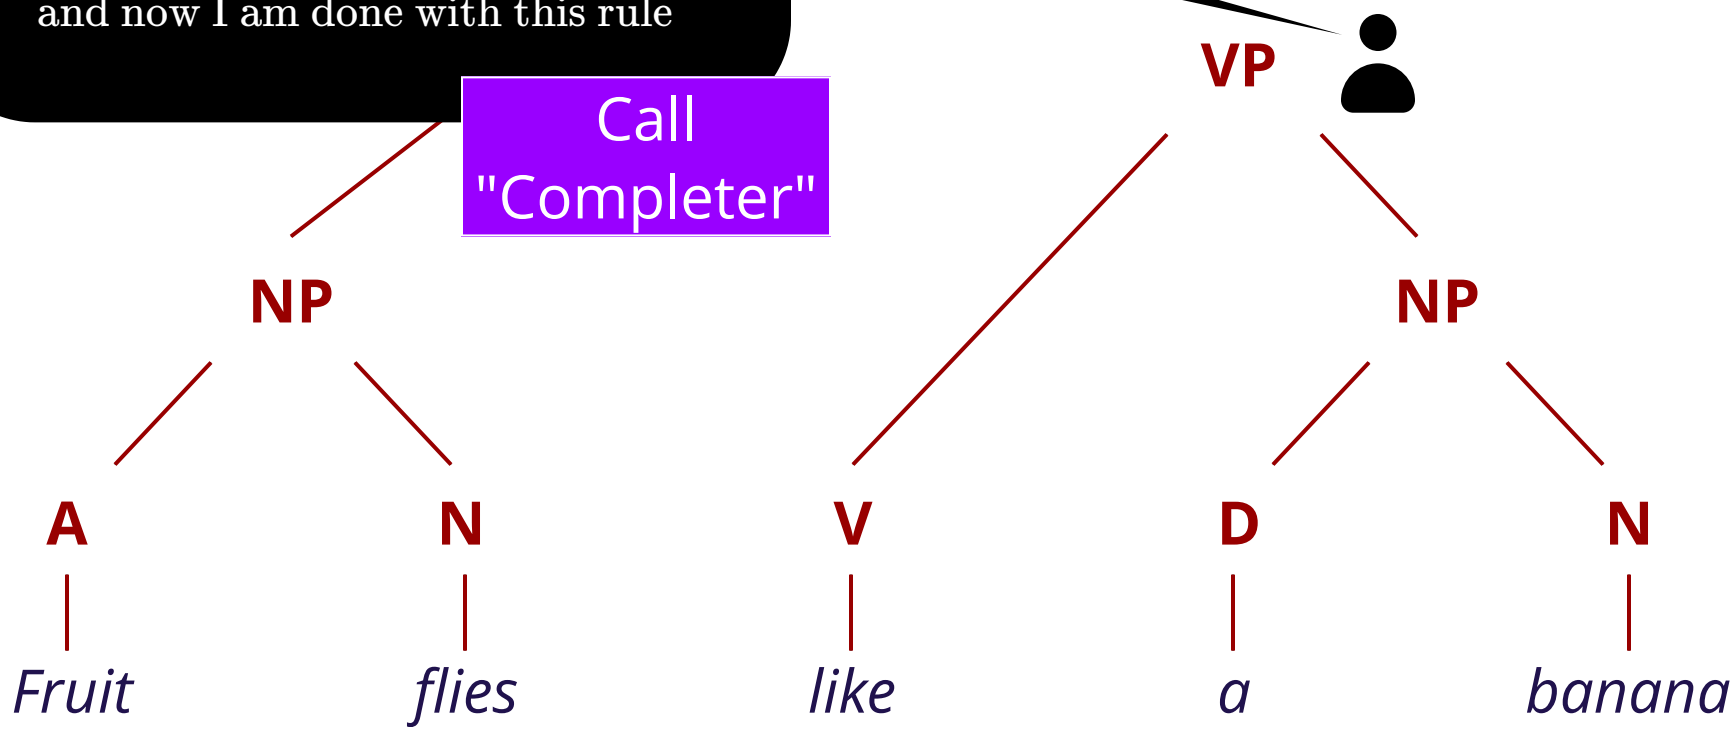 and now I am done with this rule
VP
Call
"Completer"
NP NP
A N V D N
Fruit flies like a banana